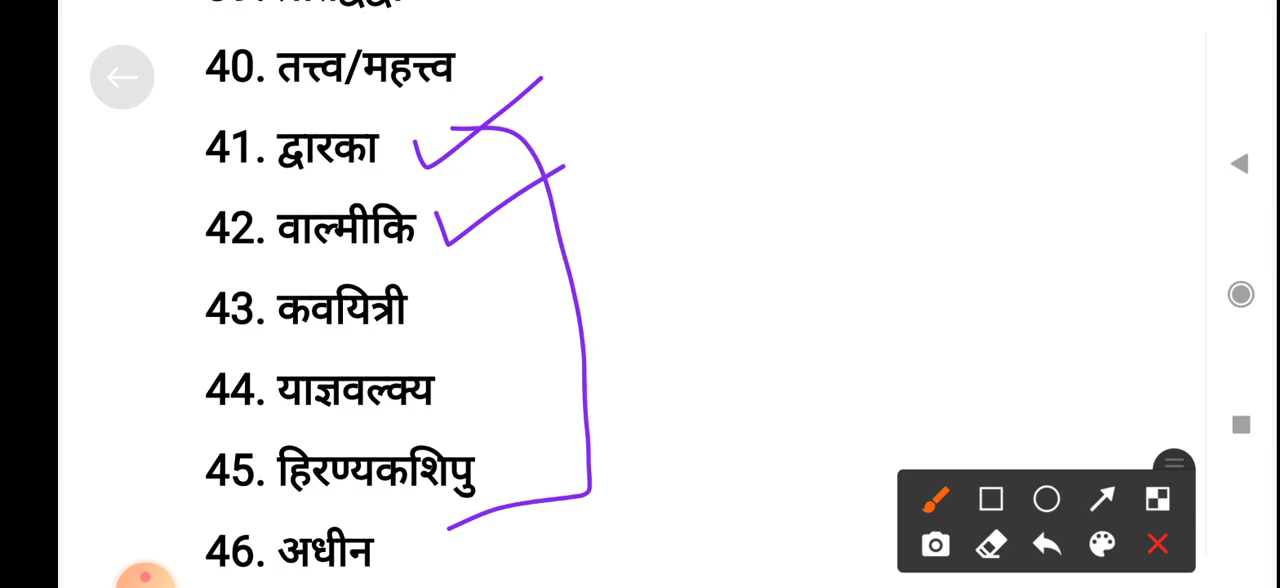 40. तत्त्व/महत्त्व
41. द्वारका
42. वाल्मीकि
43. कवयित्री
44. याज्ञवल्क्य
45. हिरण्यकशिपु
46. अधीन